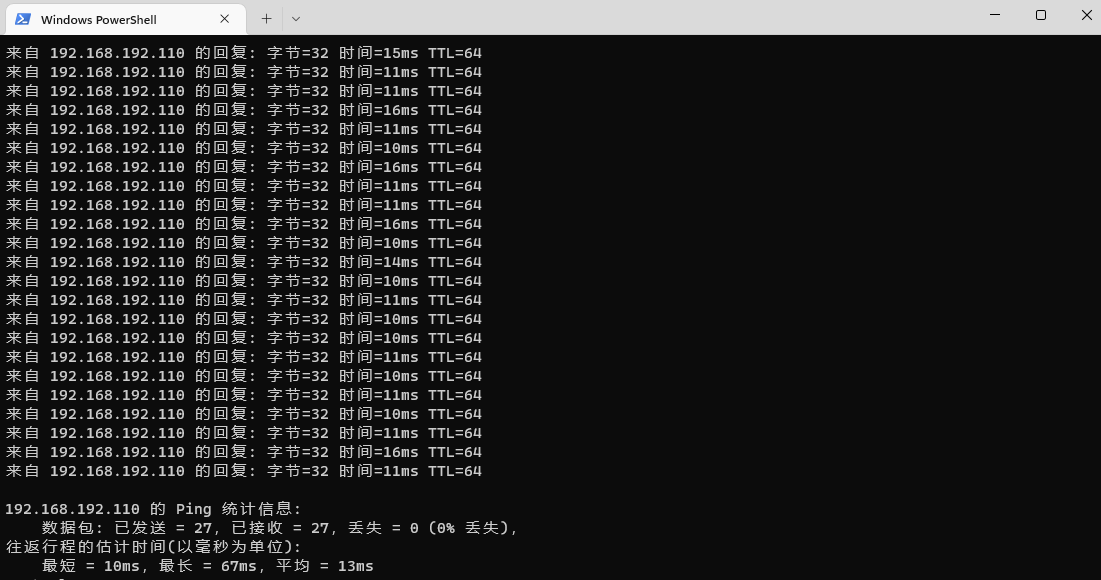 Windows PowerShell
来自 192.168.192.110 的回复: 字节=32 时间=15ms TTL=64
来自 192.168.192.110 的回复: 字节=32 时间=11ms TTL=64
来自 192.168.192.110 的回复: 字节=32 时间=11ms TTL=64
来自 192.168.192.110 的回复: 字节=32 时间=16ms TTL=64
来自 192.168.192.110 的回复: 字节=32 时间=11ms TTL=64
来自 192.168.192.110 的回复: 字节=32 时间=10ms TTL=64
来自 192.168.192.110 的回复: 字节=32 时间=16ms TTL=64
来自 192.168.192.110 的回复: 字节=32 时间=11ms TTL=64
来自 192.168.192.110 的回复: 字节=32 时间=11ms TTL=64
来自 192.168.192.110 的回复: 字节=32 时间=16ms TTL=64
来自 192.168.192.110 的回复: 字节=32 时间=10ms TTL=64
来自 192.168.192.110 的回复: 字节=32 时间=14ms TTL=64
来自 192.168.192.110 的回复: 字节=32 时间=10ms TTL=64
来自 192.168.192.110 的回复: 字节=32 时间=11ms TTL=64
来自 192.168.192.110 的回复: 字节=32 时间=10ms TTL=64
来自 192.168.192.110 的回复: 字节=32 时间=10ms TTL=64
来自 192.168.192.110 的回复: 字节=32 时间=11ms TTL=64
来自 192.168.192.110 的回复: 字节=32 时间=10ms TTL=64
来自 192.168.192.110 的回复: 字节=32 时间=11ms TTL=64
来自 192.168.192.110 的回复: 字节=32 时间=10ms TTL=64
来自 192.168.192.110 的回复: 字节=32 时间=11ms TTL=64
来自 192.168.192.110 的回复: 字节=32 时间=16ms TTL=64
来自 192.168.192.110 的回复: 字节=32 时间=11ms TTL=64
192.168.192.110 的 Ping 统计信息:
数据包: 已发送 = 27, 已接收 = 27, 丢失 = 0 (0% 丢失),
往返行程的估计时间(以毫秒为单位):
最短 = 10ms, 最长 = 67ms, 平均 = 13ms